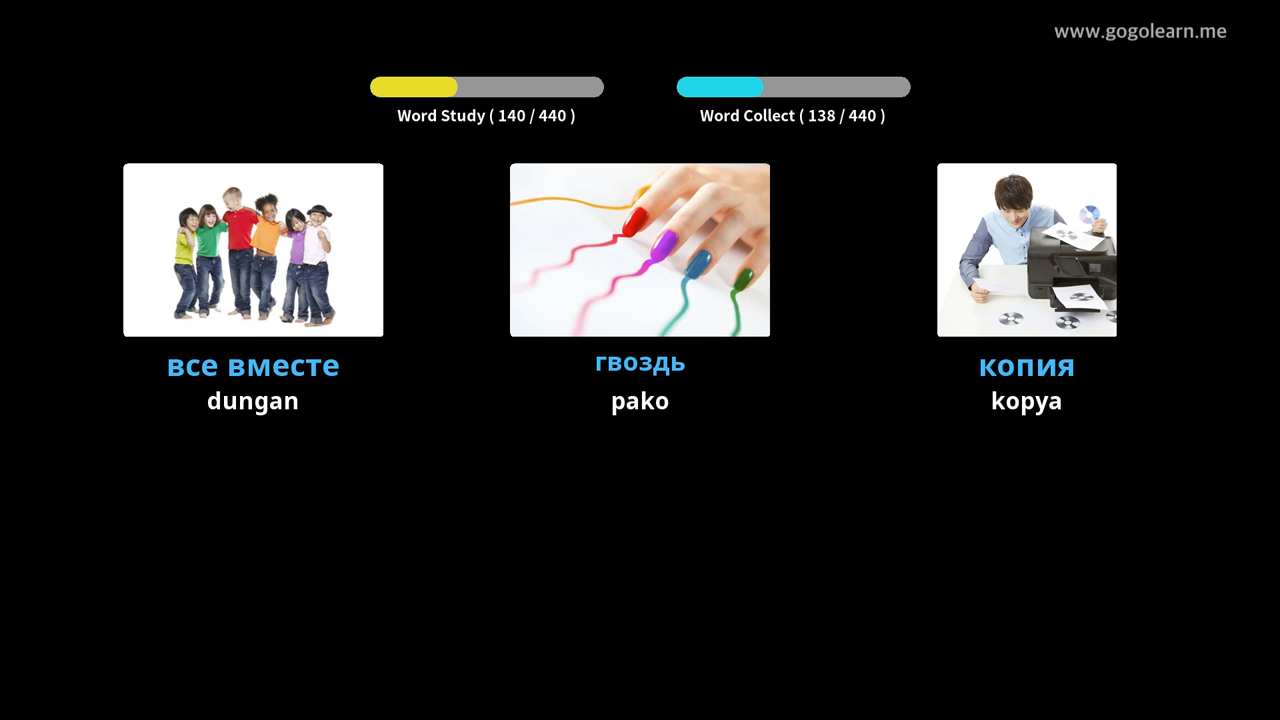 www.gogolearn.me
Word Study ( 140 / 440 )
Word Collect ( 138 / 440 )
все вместе
dungan
гвоздь
pako
копия
kopya